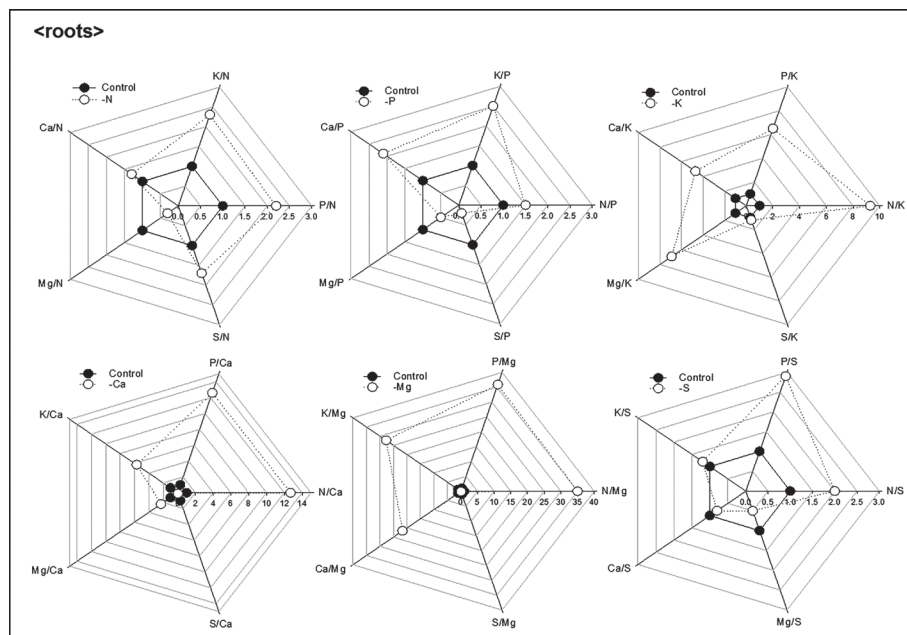 <roots>
K/N
Control
-N
Ca/N
P/N
0.0 0.5 1.0 1.5 2.0 2.5 3.0
Mg/N
S/N
K/P
Control
-P
Ca/P
N/P
0.0 0.5 1.0 1.5 2.0 2.5 3.0
Mg/P
S/P
P/K
Control
-K
Ca/K
N/K
2 4 6 8 10
Mg/K
S/K
P/Ca
Control
-Ca
K/Ca
N/Ca
2 4 6 8 10 12 14
Mg/Ca
S/Ca
P/Mg
Control
-Mg
K/Mg
N/Mg
0 5 10 15 20 25 30 35 40
Ca/Mg
S/Mg
P/S
Control
-S
K/S
N/S
0.0 0.5 1.0 1.5 2.0 2.5 3.0
Ca/S
Mg/S